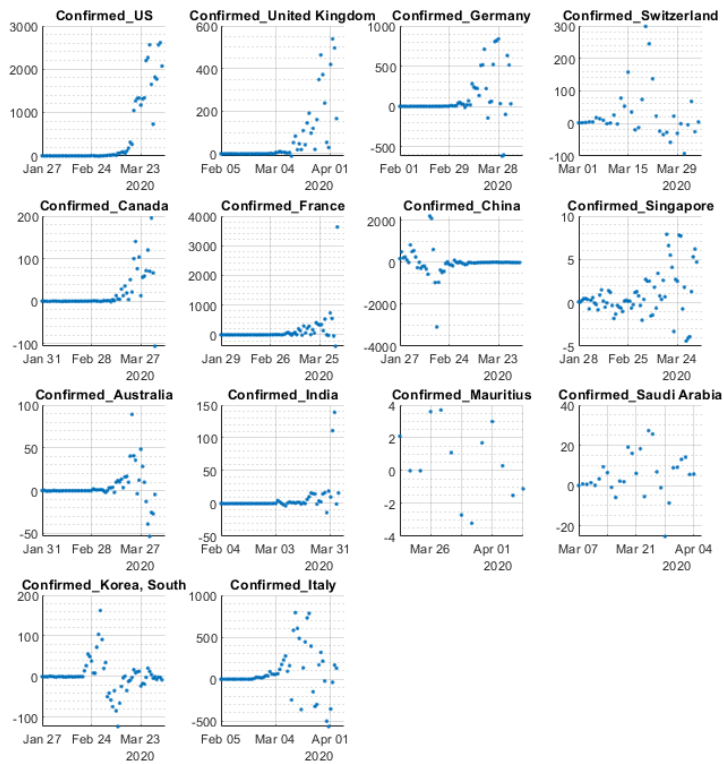 Confirmed_US
3000
2000
1000
0
Jan 27 Feb 24 Mar 23
2020
Confirmed_United Kingdom
600
400
200
0
Feb 05 Mar 04 Apr 01
2020
Confirmed_Germany
1000
500
0
-500
Feb 01 Feb 29 Mar 28
2020
Confirmed_Switzerland
300
200
100
0
-100
Mar 01 Mar 15 Mar 29
2020
Confirmed_Canada
200
100
0
-100
Jan 31 Feb 28 Mar 27
2020
Confirmed_France
4000
3000
2000
1000
0
Jan 29 Feb 26 Mar 25
2020
Confirmed_China
2000
0
-2000
-4000
Jan 27 Feb 24 Mar 23
2020
Confirmed_Singapore
10
5
0
-5
Jan 28 Feb 25 Mar 24
2020
Confirmed_Australia
100
50
0
-50
Jan 31 Feb 28 Mar 27
2020
Confirmed_India
150
100
50
0
-50
Feb 04 Mar 03 Mar 31
2020
Confirmed_Mauritius
4
2
0
-2
-4
Mar 26 Apr 01
2020
Confirmed_Saudi Arabia
40
20
0
-20
Mar 07 Mar 21 Apr 04
2020
Confirmed_Korea, South
200
100
0
-100
Jan 27 Feb 24 Mar 23
2020
Confirmed_Italy
1000
500
0
-500
Feb 05 Mar 04 Apr 01
2020